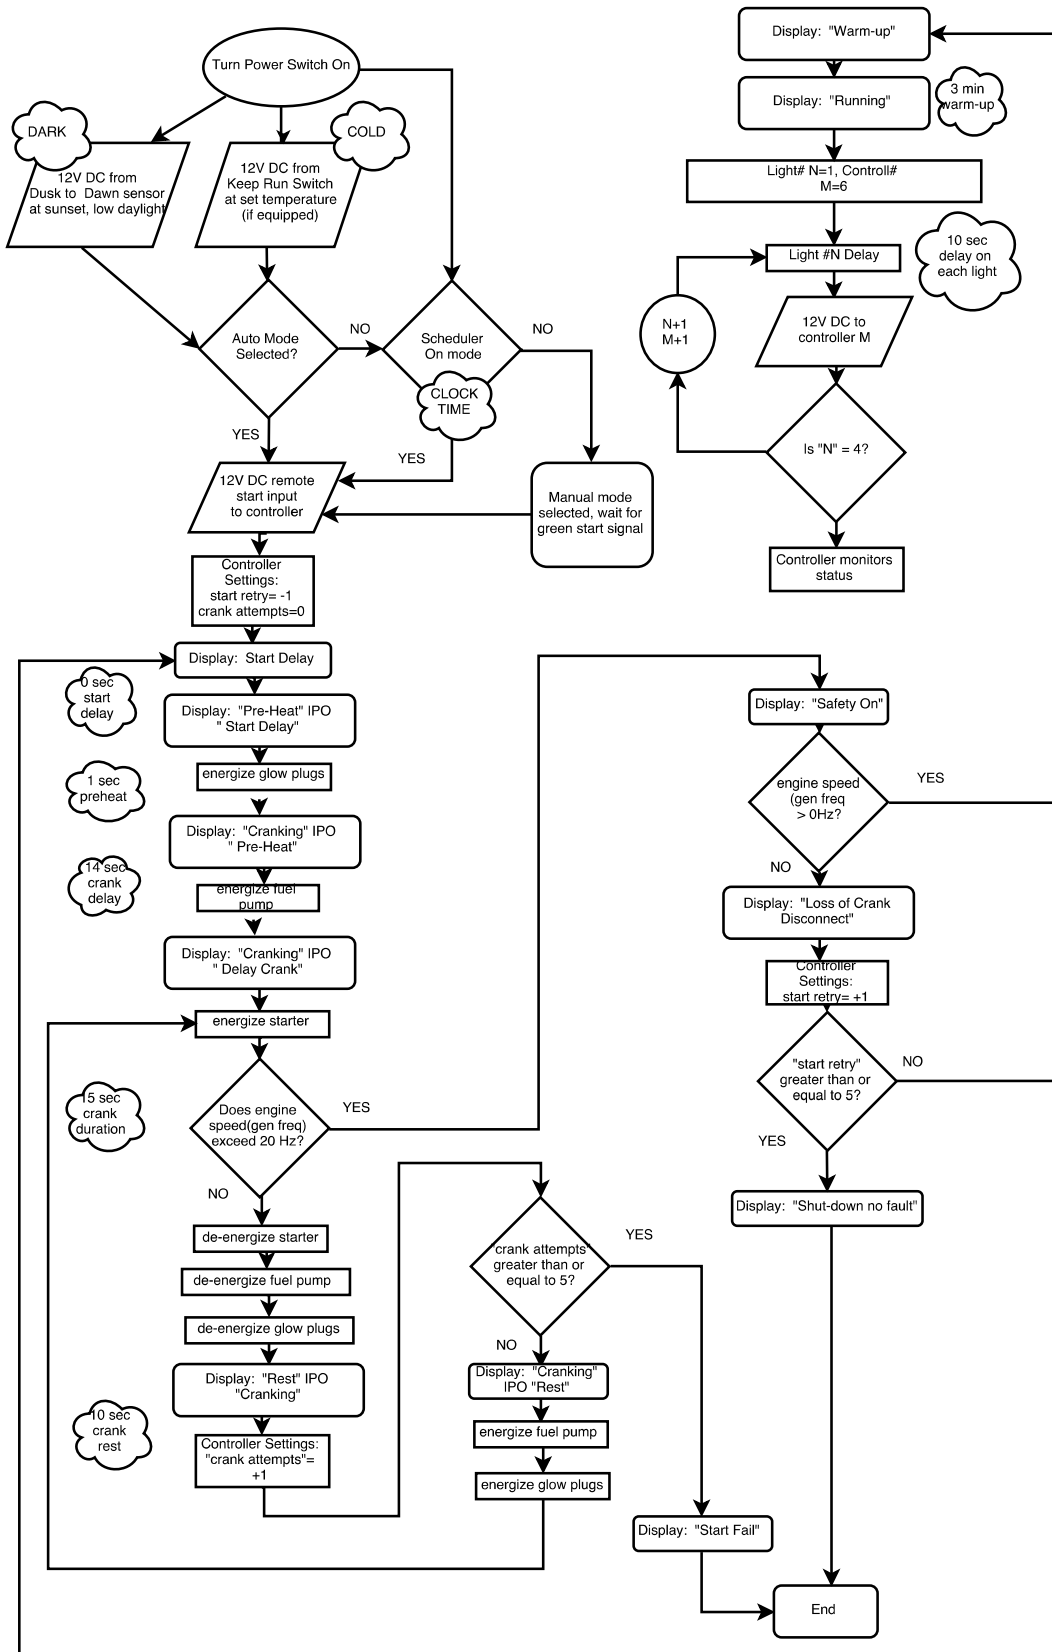 Turn Power Switch On
DARK
COLD
12V DC from
Dusk to Dawn sensor
at sunset, low daylight
12V DC from
Keep Run Switch
at set temperature
(if equipped)
Auto Mode
Selected?
NO
Scheduler
On mode
NO
CLOCK
TIME
YES
YES
12V DC remote
start input
to controller
Manual mode
selected, wait for
green start signal
Controller
Settings:
start retry= -1
crank attempts=0
Display: Start Delay
0 sec
start
delay
Display: "Pre-Heat" IPO
" Start Delay"
1 sec
preheat
energize glow plugs
Display: "Cranking" IPO
" Pre-Heat"
14 sec
crank
delay
energize fuel
pump
Display: "Cranking" IPO
" Delay Crank"
energize starter
15 sec
crank
duration
Does engine
speed(gen freq)
exceed 20 Hz?
YES
NO
de-energize starter
de-energize fuel pump
de-energize glow plugs
Display: "Rest" IPO
"Cranking"
10 sec
crank
rest
Controller Settings:
"crank attempts"=
+1
"crank attempts"
greater than or
equal to 5?
YES
NO
Display: "Cranking"
IPO "Rest"
energize fuel pump
energize glow plugs
Display: "Start Fail"
End
Display: "Warm-up"
Display: "Running"
3 min
warm-up
Light# N=1, Controll#
M=6
Light #N Delay
10 sec
delay on
each light
N+1
M+1
12V DC to
controller M
Is "N" = 4?
Controller monitors
status
Display: "Safety On"
engine speed
(gen freq
> 0Hz?
YES
NO
Display: "Loss of Crank
Disconnect"
Controller
Settings:
start retry= +1
"start retry"
greater than or
equal to 5?
NO
YES
Display: "Shut-down no fault"